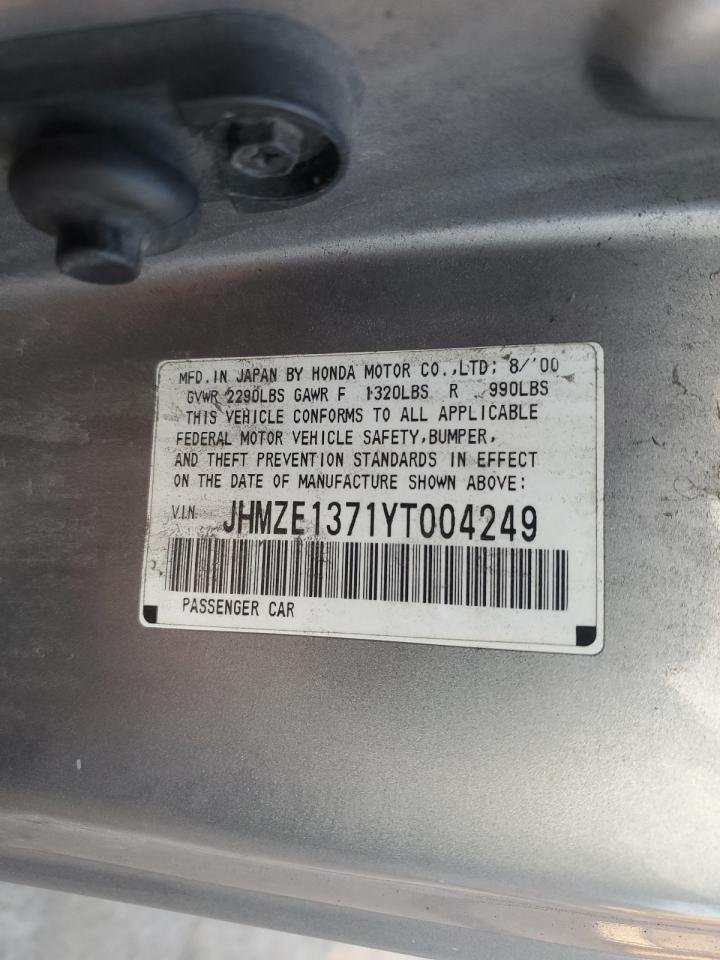 MFD. IN JAPAN BY HONDA MOTOR CO.,LTD; 8/'00
GVWR 2290LBS GAWR F 1320LBS R 990LBS
THIS VEHICLE CONFORMS TO ALL APPLICABLE
FEDERAL MOTOR VEHICLE SAFETY, BUMPER,
AND THEFT PREVENTION STANDARDS IN EFFECT
ON THE DATE OF MANUFACTURE SHOWN ABOVE:
V.I.N. JHMZE1371YT004249
PASSENGER CAR